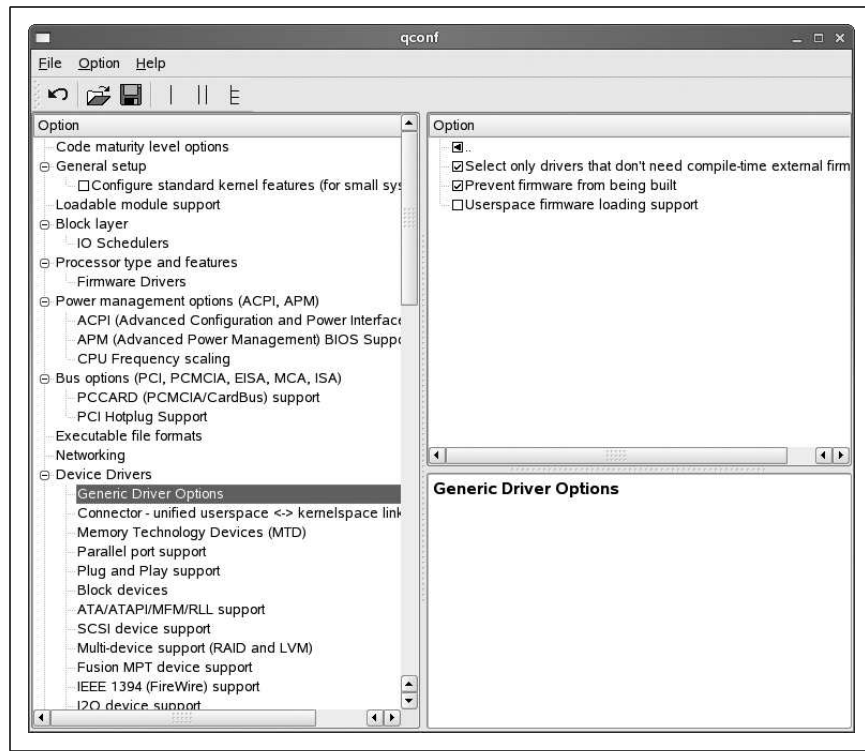 qconf
File Option Help
Option
Code maturity level options
General setup
Configure standard kernel features (for small sys
Loadable module support
Block layer
IO Schedulers
Processor type and features
Firmware Drivers
Power management options (ACPI, APM)
ACPI (Advanced Configuration and Power Interface
APM (Advanced Power Management) BIOS Suppo
CPU Frequency scaling
Bus options (PCI, PCMCIA, EISA, MCA, ISA)
PCCARD (PCMCIA/CardBus) support
PCI Hotplug Support
Executable file formats
Networking
Device Drivers
Generic Driver Options
Connector - unified userspace <-> kernelspace link
Memory Technology Devices (MTD)
Parallel port support
Plug and Play support
Block devices
ATA/ATAPI/MFM/RLL support
SCSI device support
Multi-device support (RAID and LVM)
Fusion MPT device support
IEEE 1394 (FireWire) support
I2O device support
Option
..
Select only drivers that don't need compile-time external firm
Prevent firmware from being built
Userspace firmware loading support
Generic Driver Options